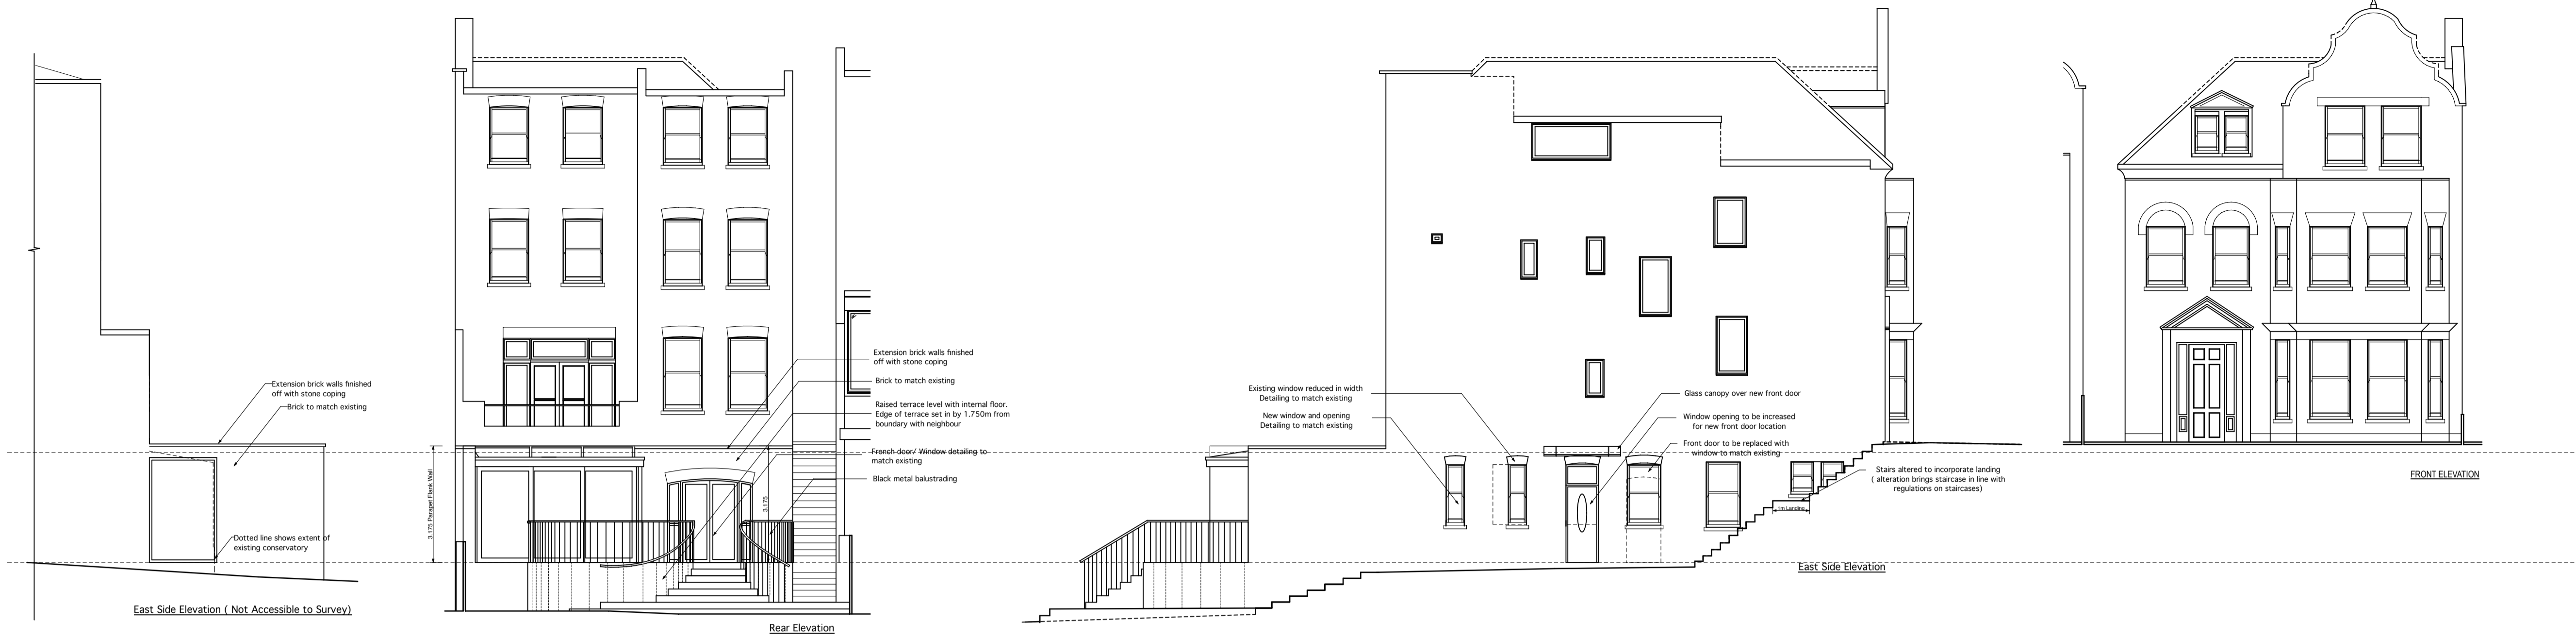 Extension brick walls finished
off with stone coping
Brick to match existing
Dotted line shows extent of
existing conservatory
East Side Elevation ( Not Accessible to Survey)
3.175 Parapet Flank Wall
3.175
Extension brick walls finished
off with stone coping
Brick to match existing
Raised terrace level with internal floor.
Edge of terrace set in by 1.750m from
boundary with neighbour
French door/ Window detailing to
match existing
Black metal balustrading
Rear Elevation
Existing window reduced in width
Detailing to match existing
New window and opening
Detailing to match existing
Glass canopy over new front door
Window opening to be increased
for new front door location
Front door to be replaced with
window to match existing
Stairs altered to incorporate landing
( alteration brings staircase in line with
regulations on staircases)
1m Landing
East Side Elevation
FRONT ELEVATION